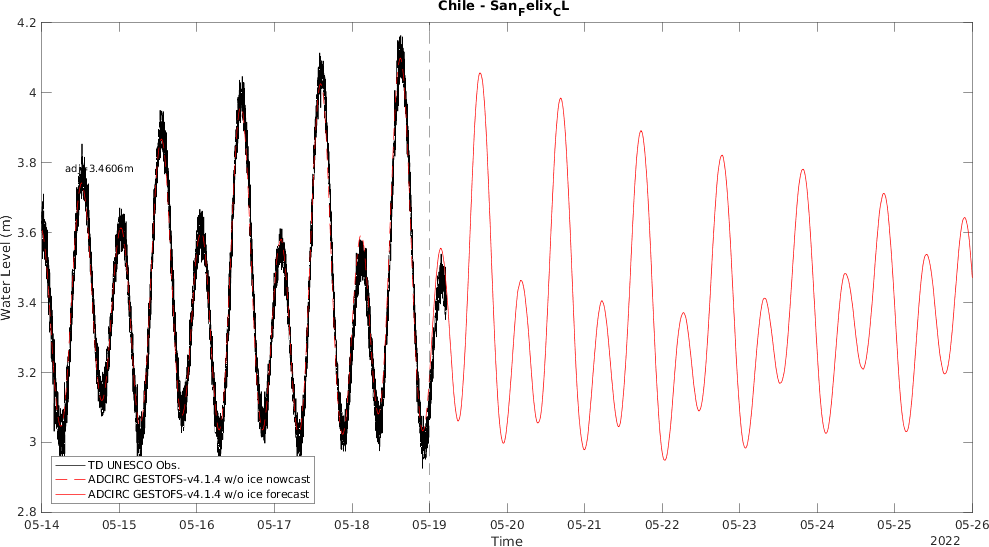 Chile - SanFelixCL
4.2
4
3.8
3.6
3.4
3.2
3
2.8
Water Level (m)
adj=3.4606m
TD UNESCO Obs.
ADCIRC GESTOFS-v4.1.4 w/o ice nowcast
ADCIRC GESTOFS-v4.1.4 w/o ice forecast
05-14 05-15 05-16 05-17 05-18 05-19 05-20 05-21 05-22 05-23 05-24 05-25 05-26
Time
2022